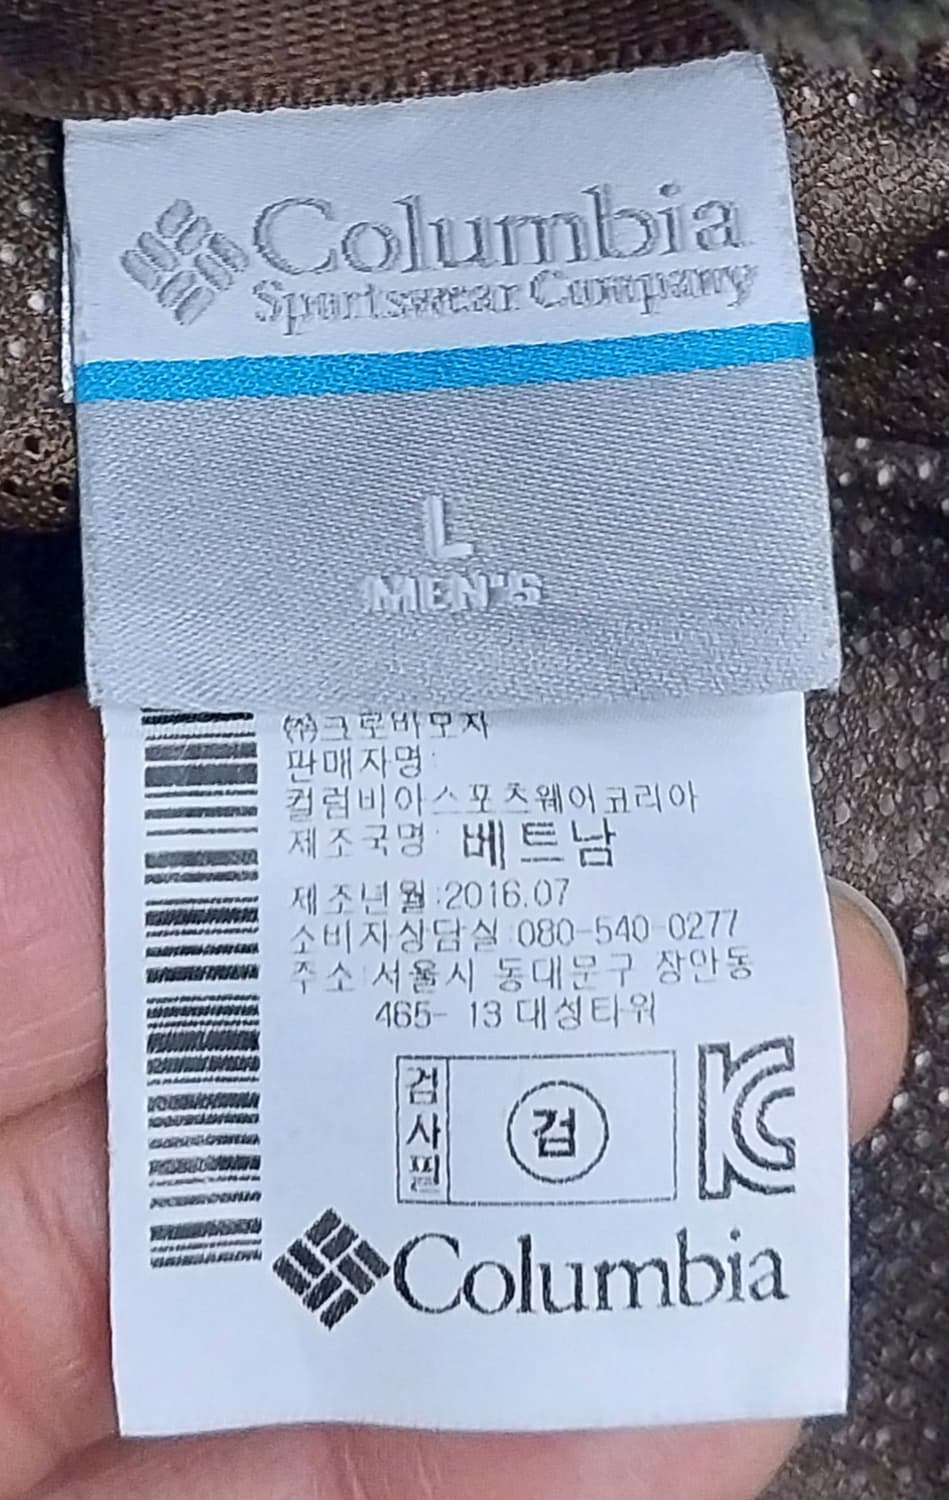 Columbia
Sportswear Company
L
MEN'S
㈜크로바모자
판매자명:
컬럼비아스포츠웨어코리아
제조국명: 베트남
제조년월:2016.07
소비자상담실:080-540-0277
주소:서울시 동대문구 장안동
465- 13 대성타워
검사필
검
KC
Columbia